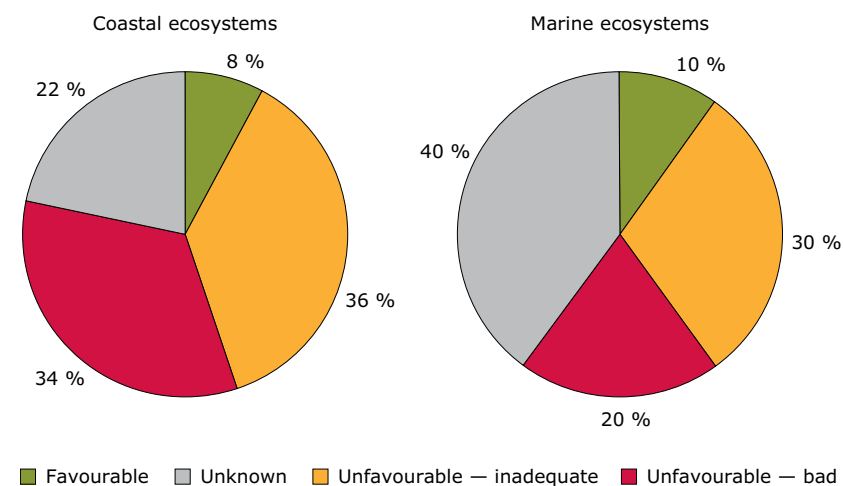 Coastal ecosystems
Marine ecosystems
8 %
22 %
36 %
34 %
10 %
40 %
30 %
20 %
Favourable
Unknown
Unfavourable — inadequate
Unfavourable — bad